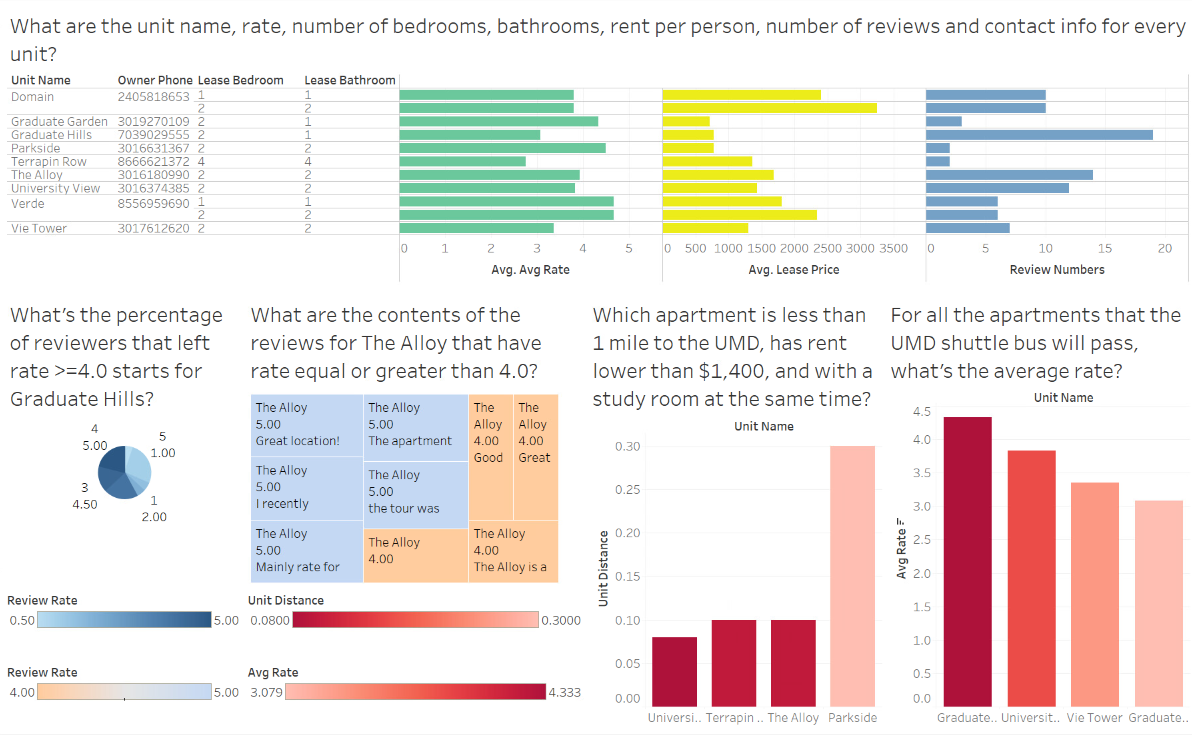 What are the unit name, rate, number of bedrooms, bathrooms, rent per person, number of reviews and contact info for every
unit?
Unit Name Owner Phone Lease Bedroom Lease Bathroom
Domain 2405818653 1 1
2 2
Graduate Garden 3019270109 2 1
Graduate Hills 7039029555 2 1
Parkside 3016631367 2 2
Terrapin Row 8666621372 4 4
The Alloy 3016180990 2 2
University View 3016374385 2 2
Verde 8556959690 1 1
2 2
Vie Tower 3017612620 2 2
0 1 2 3 4 5 0 500 1000 1500 2000 2500 3000 3500 0 5 10 15 20
Avg. Avg Rate Avg. Lease Price Review Numbers
What's the percentage
of reviewers that left
rate >=4.0 starts for
Graduate Hills?
4
5.00
5
1.00
3
4.50
1
2.00
Review Rate
0.50 5.00
Review Rate
4.00 5.00
What are the contents of the
reviews for The Alloy that have
rate equal or greater than 4.0?
The Alloy
5.00
Great location!
The Alloy
5.00
I recently
The Alloy
5.00
Mainly rate for
The Alloy
5.00
The apartment
The Alloy
5.00
the tour was
The Alloy
4.00
The
Alloy
4.00
Good
The
Alloy
4.00
Great
The Alloy
4.00
The Alloy is a
Unit Distance
0.0800 0.3000
Avg Rate
3.079 4.333
Which apartment is less than
1 mile to the UMD, has rent
lower than $1,400, and with a
study room at the same time?
Unit Name
Unit Distance
0.30
0.25
0.20
0.15
0.10
0.05
0.00
Universi.. Terrapin .. The Alloy Parkside
For all the apartments that the
UMD shuttle bus will pass,
what's the average rate?
Unit Name
Avg Rate
4.5
4.0
3.5
3.0
2.5
2.0
1.5
1.0
0.5
0.0
Graduate.. Universit.. Vie Tower Graduate..